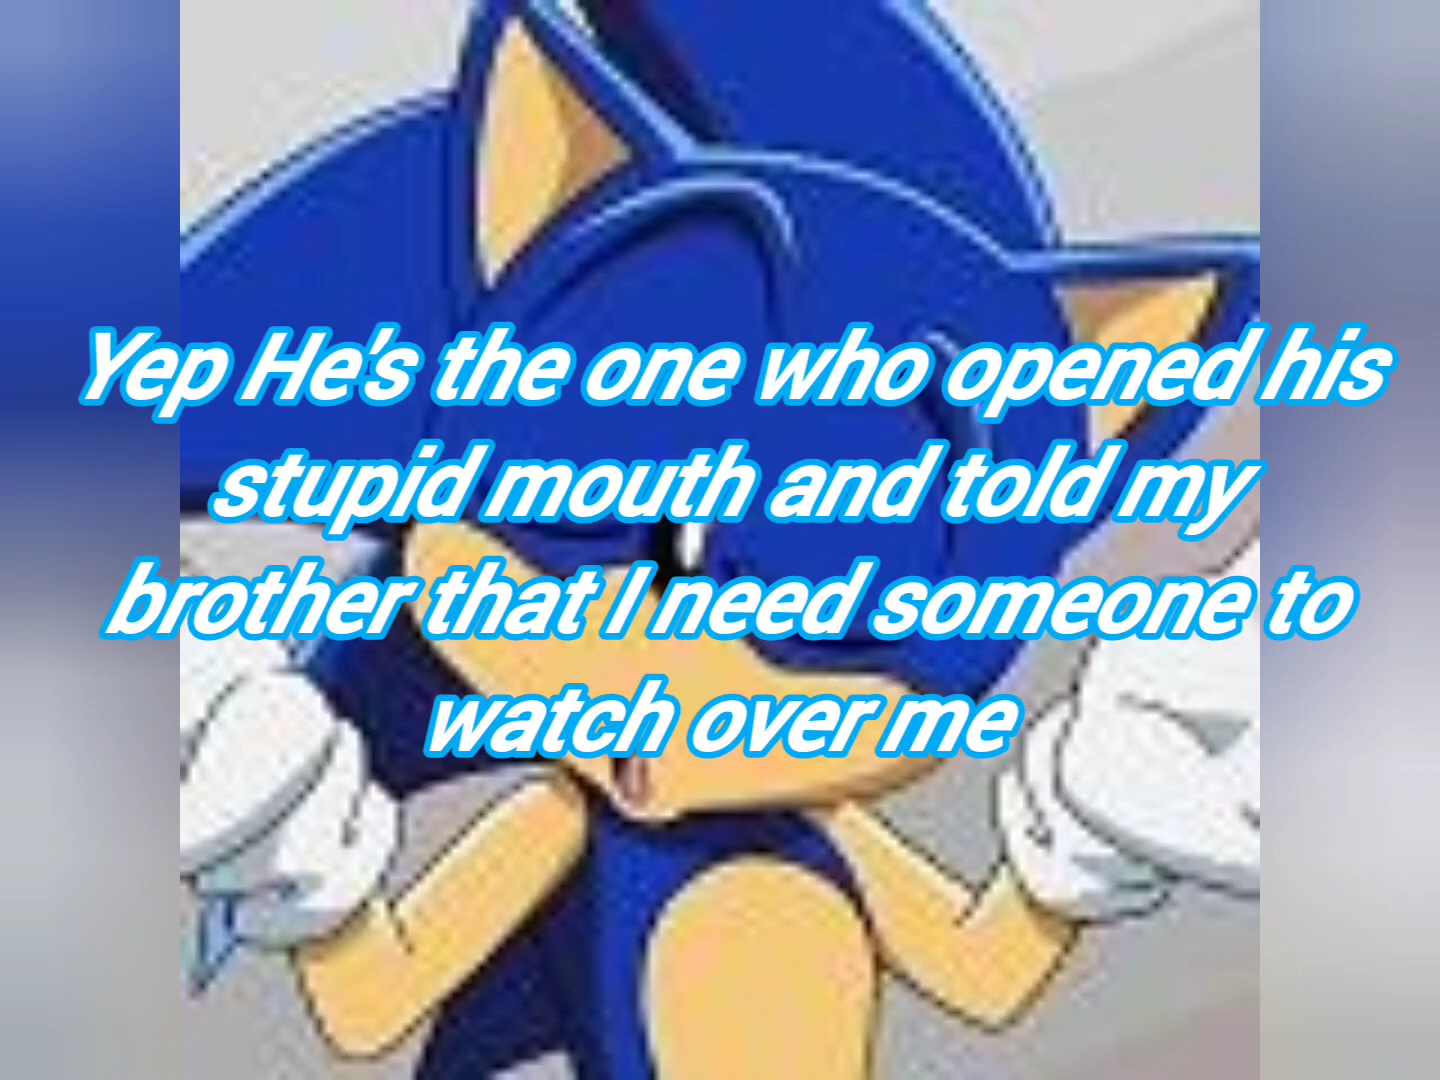 Yep He's the one who opened his
stupid mouth and told my
brother that I need someone to
watch over me